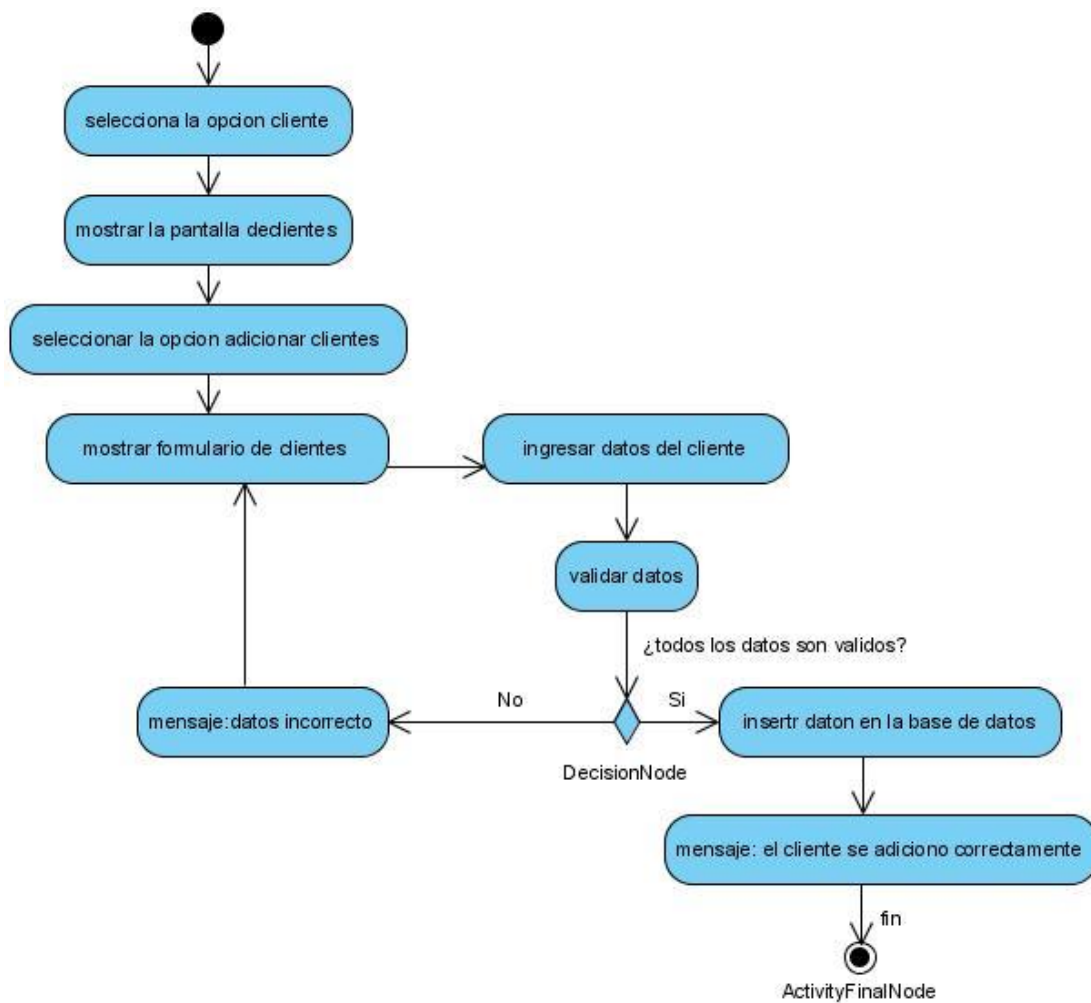 selecciona la opcion cliente
mostrar la pantalla declientes
seleccionar la opcion adicionar clientes
mostrar formulario de clientes
ingresar datos del cliente
validar datos
¿todos los datos son validos?
No
Si
mensaje:datos incorrecto
insertr daton en la base de datos
DecisionNode
mensaje: el cliente se adiciono correctamente
fin
ActivityFinalNode